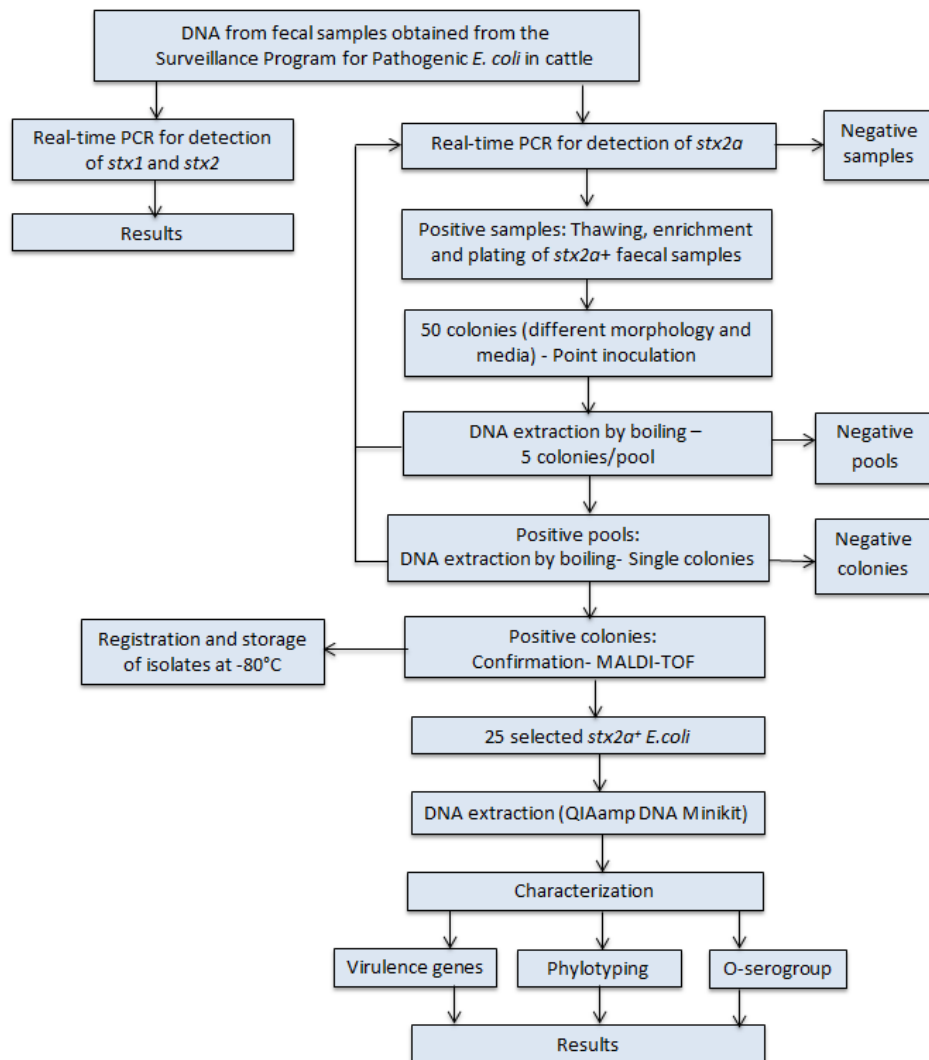 DNA from fecal samples obtained from the
Surveillance Program for Pathogenic E. coli in cattle
Real-time PCR for detection
of stx1 and stx2
Results
Real-time PCR for detection of stx2a
Negative
samples
Positive samples: Thawing, enrichment
and plating of stx2a+ faecal samples
50 colonies (different morphology and
media) - Point inoculation
DNA extraction by boiling –
5 colonies/pool
Negative
pools
Positive pools:
DNA extraction by boiling- Single colonies
Negative
colonies
Registration and storage
of isolates at -80°C
Positive colonies:
Confirmation- MALDI-TOF
25 selected stx2a⁺ E.coli
DNA extraction (QIAamp DNA Minikit)
Characterization
Virulence genes
Phylotyping
O-serogroup
Results